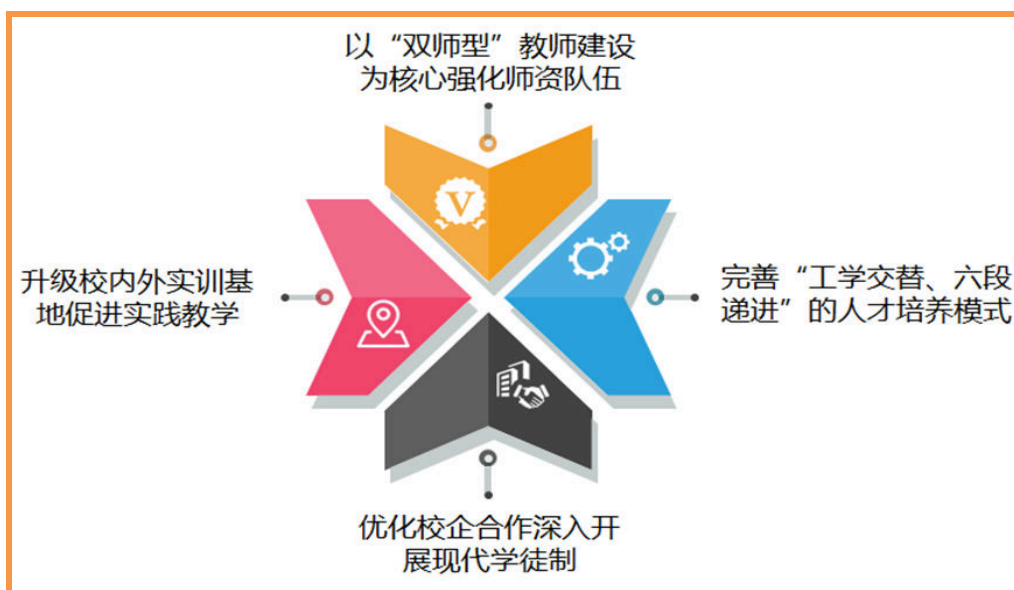 以“双师型”教师建设
为核心强化师资队伍
升级校内外实训基
地促进实践教学
完善“工学交替、六段
递进”的人才培养模式
优化校企合作深入开
展现代学徒制
V